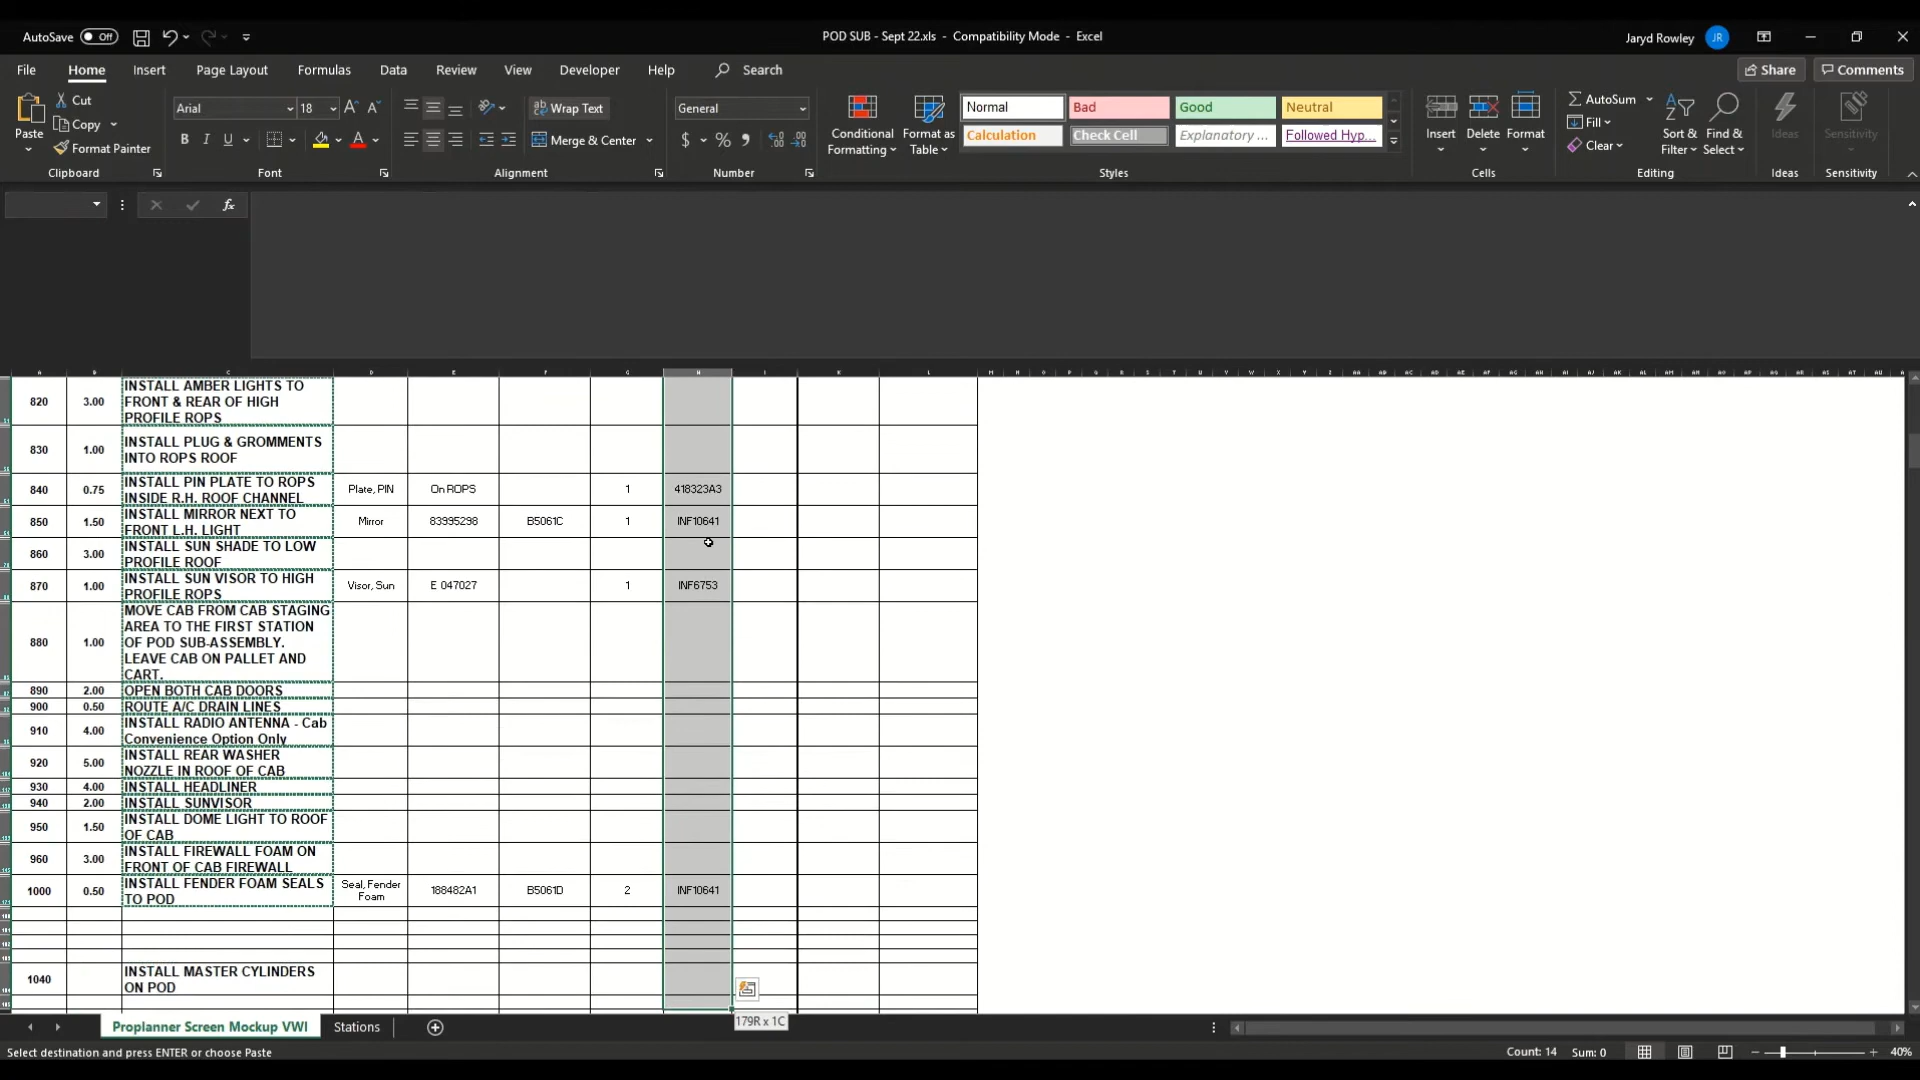 AutoSave Off
POD SUB - Sept 22.xls - Compatibility Mode - Excel
Jaryd Rowley JR
File Home Insert Page Layout Formulas Data Review View Developer Help Search
Share Comments
Paste
Cut
Copy
Format Painter
Clipboard
Arial 18
B I U
Font
Wrap Text
Merge & Center
Alignment
General
$ % ,
Number
Conditional
Formatting
Format as
Table
Normal Bad Good Neutral
Calculation Check Cell Explanatory ... Followed Hyp...
Styles
Insert Delete Format
Cells
AutoSum
Fill
Clear
Sort &
Filter
Find &
Select
Editing
Ideas
Ideas
Sensitivity
Sensitivity
fx
820 3.00 INSTALL AMBER LIGHTS TO
FRONT & REAR OF HIGH
PROFILE ROPS
830 1.00 INSTALL PLUG & GROMMENTS
INTO ROPS ROOF
840 0.75 INSTALL PIN PLATE TO ROPS
INSIDE R.H. ROOF CHANNEL
Plate, PIN On ROPS 1 418323A3
850 1.50 INSTALL MIRROR NEXT TO
FRONT L.H. LIGHT
Mirror 83995298 B5061C 1 INF10641
860 3.00 INSTALL SUN SHADE TO LOW
PROFILE ROOF
870 1.00 INSTALL SUN VISOR TO HIGH
PROFILE ROPS
Visor, Sun E 047027 1 INF6753
880 1.00 MOVE CAB FROM CAB STAGING
AREA TO THE FIRST STATION
OF POD SUB-ASSEMBLY.
LEAVE CAB ON PALLET AND
CART.
890 2.00 OPEN BOTH CAB DOORS
900 0.50 ROUTE A/C DRAIN LINES
910 4.00 INSTALL RADIO ANTENNA - Cab
Convenience Option Only
920 5.00 INSTALL REAR WASHER
NOZZLE IN ROOF OF CAB
930 4.00 INSTALL HEADLINER
940 2.00 INSTALL SUNVISOR
950 1.50 INSTALL DOME LIGHT TO ROOF
OF CAB
960 3.00 INSTALL FIREWALL FOAM ON
FRONT OF CAB FIREWALL
1000 0.50 INSTALL FENDER FOAM SEALS
TO POD
Seal, Fender
Foam
188482A1 B5061D 2 INF10641
1040 INSTALL MASTER CYLINDERS
ON POD
179R x 1C
Proplanner Screen Mockup VWI Stations
Select destination and press ENTER or choose Paste
Count: 14 Sum: 0
40%